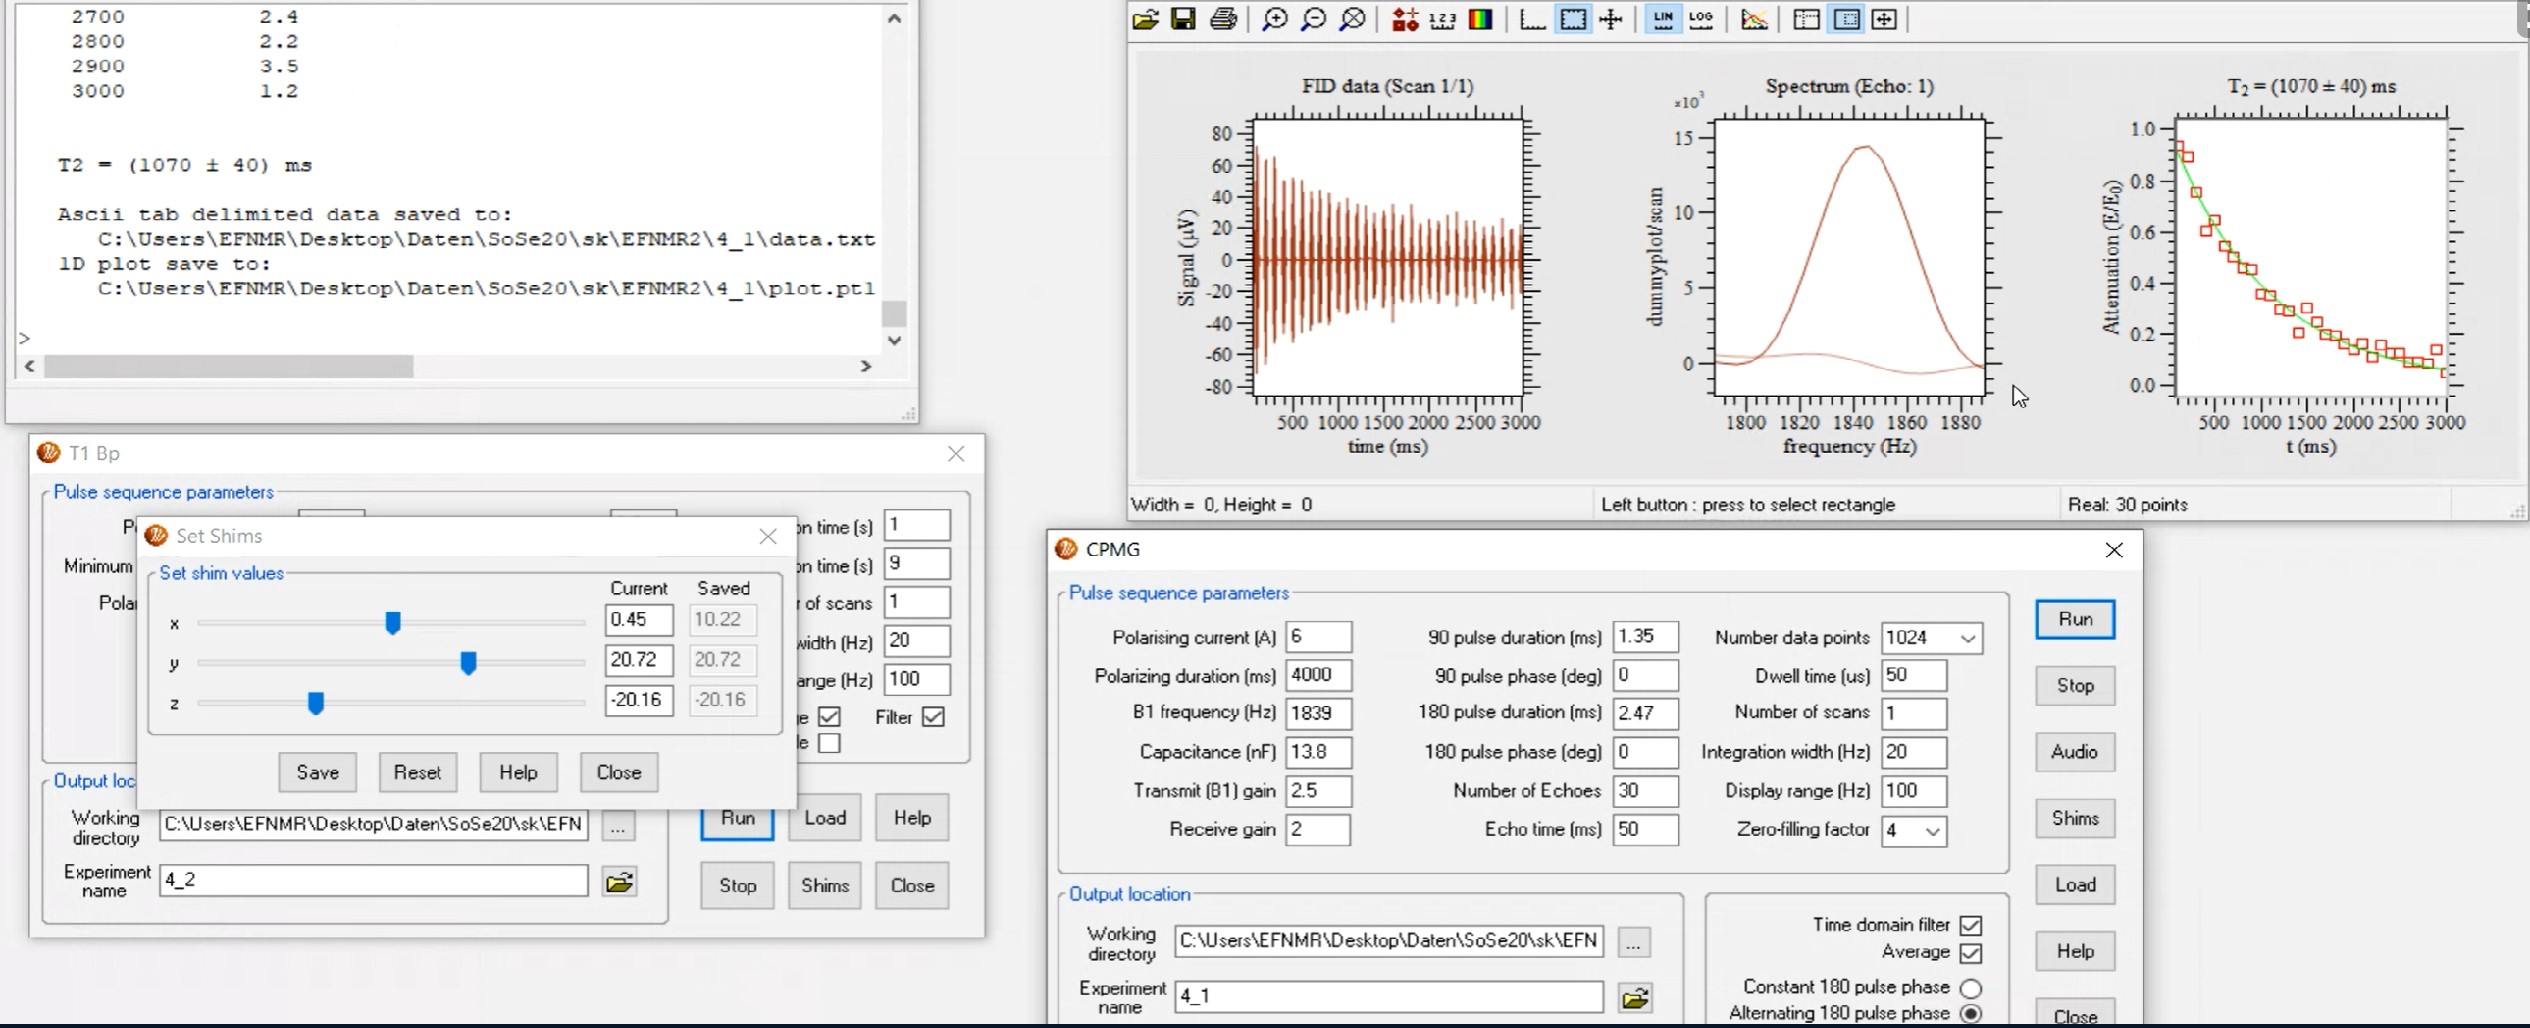 2700 2.4
2800 2.2
2900 3.5
3000 1.2
T2 = (1070 ± 40) ms
Ascii tab delimited data saved to:
C:\Users\EFNMR\Desktop\Daten\SoSe20\sk\EFNMR2\4_1\data.txt
1D plot save to:
C:\Users\EFNMR\Desktop\Daten\SoSe20\sk\EFNMR2\4_1\plot.pt1
>
1 2 3
LIN
LOG
FID data (Scan 1/1)
80
60
40
20
0
-20
-40
-60
-80
Signal (µV)
500 1000 1500 2000 2500 3000
time (ms)
Spectrum (Echo: 1)
×10³
15
10
5
0
dummyplot/scan
1800 1820 1840 1860 1880
frequency (Hz)
T₂ = (1070 ± 40) ms
1.0
0.8
0.6
0.4
0.2
0.0
Attenuation (E/E₀)
500 1000 1500 2000 2500 3000
t (ms)
Width = 0, Height = 0
Left button : press to select rectangle
Real: 30 points
T1 Bp
Pulse sequence parameters
on time (s) 1
Minimum
on time (s) 9
Polar
r of scans 1
width (Hz) 20
ange (Hz) 100
e Filter
le
Set Shims
Set shim values
Current Saved
x 0.45 10.22
y 20.72 20.72
z -20.16 -20.16
Save Reset Help Close
Output loc
Working directory C:\Users\EFNMR\Desktop\Daten\SoSe20\sk\EFN ...
Experiment name 4_2
Run Load Help
Stop Shims Close
CPMG
Pulse sequence parameters
Polarising current (A) 6 90 pulse duration (ms) 1.35 Number data points 1024
Polarizing duration (ms) 4000 90 pulse phase (deg) 0 Dwell time (us) 50
B1 frequency (Hz) 1839 180 pulse duration (ms) 2.47 Number of scans 1
Capacitance (nF) 13.8 180 pulse phase (deg) 0 Integration width (Hz) 20
Transmit (B1) gain 2.5 Number of Echoes 30 Display range (Hz) 100
Receive gain 2 Echo time (ms) 50 Zero-filling factor 4
Output location
Working directory C:\Users\EFNMR\Desktop\Daten\SoSe20\sk\EFN ...
Experiment name 4_1
Time domain filter
Average
Constant 180 pulse phase
Alternating 180 pulse phase
Run
Stop
Audio
Shims
Load
Help
Close